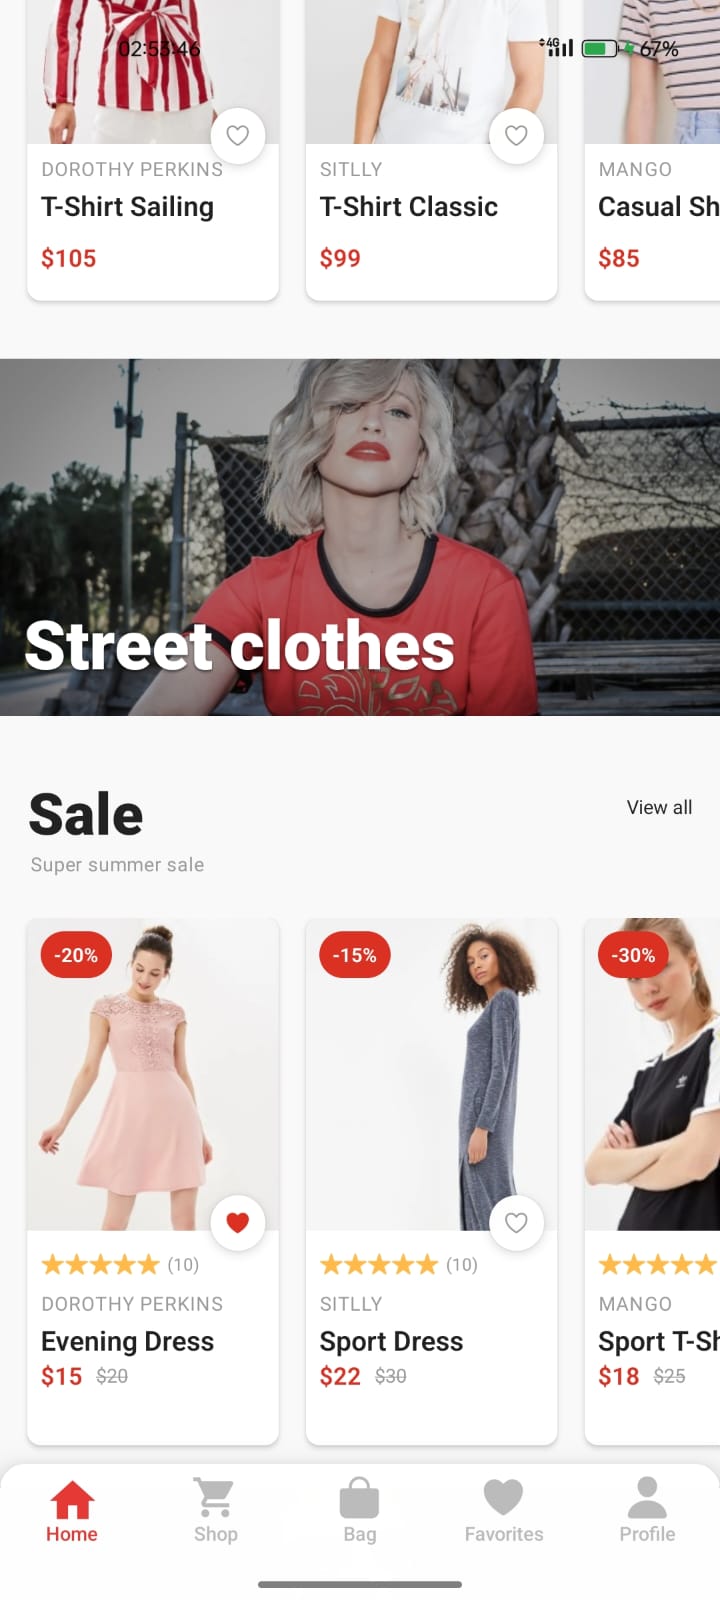 02:53:46 4G 67%
DOROTHY PERKINS SITLLY MANGO
T-Shirt Sailing T-Shirt Classic Casual Sh
$105 $99 $85
Street clothes
Sale View all
Super summer sale
-20% -15% -30%
(10) (10)
DOROTHY PERKINS SITLLY MANGO
Evening Dress Sport Dress Sport T-Sh
$15 $20 $22 $30 $18 $25
Home Shop Bag Favorites Profile